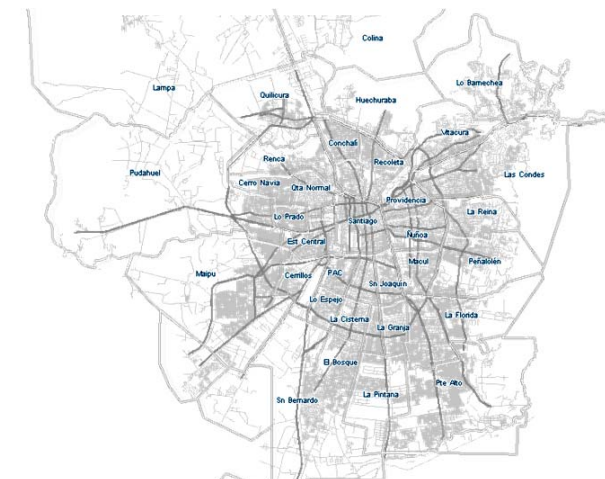 Colina
Lo Barnechea
Lampa
Quilicura
Huechuraba
Vitacura
Conchalí
Renca
Recoleta
Pudahuel
Las Condes
Cerro Navia
Qta Normal
Providencia
Lo Prado
La Reina
Santiago
Est Central
Ñuñoa
Maipu
Cerrillos
PAC
Macul
Peñalolén
Sn Joaquin
Lo Espejo
La Cisterna
La Granja
La Florida
El Bosque
Pte Alto
Sn Bernardo
La Pintana